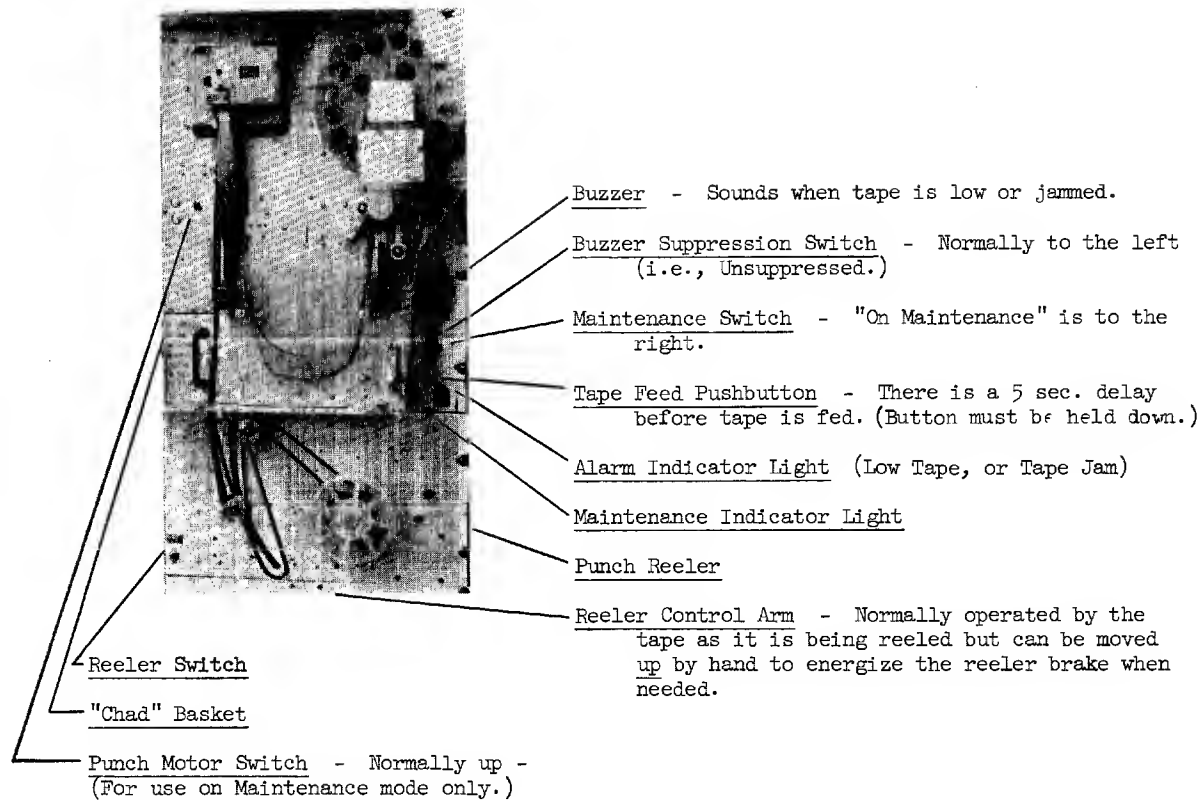 Buzzer - Sounds when tape is low or jammed.
Buzzer Suppression Switch - Normally to the left
(i.e., Unsuppressed.)
Maintenance Switch - "On Maintenance" is to the
right.
Tape Feed Pushbutton - There is a 5 sec. delay
before tape is fed. (Button must be held down.)
Alarm Indicator Light (Low Tape, or Tape Jam)
Maintenance Indicator Light
Punch Reeler
Reeler Control Arm - Normally operated by the
tape as it is being reeled but can be moved
up by hand to energize the reeler brake when
needed.
Reeler Switch
"Chad" Basket
Punch Motor Switch - Normally up -
(For use on Maintenance mode only.)